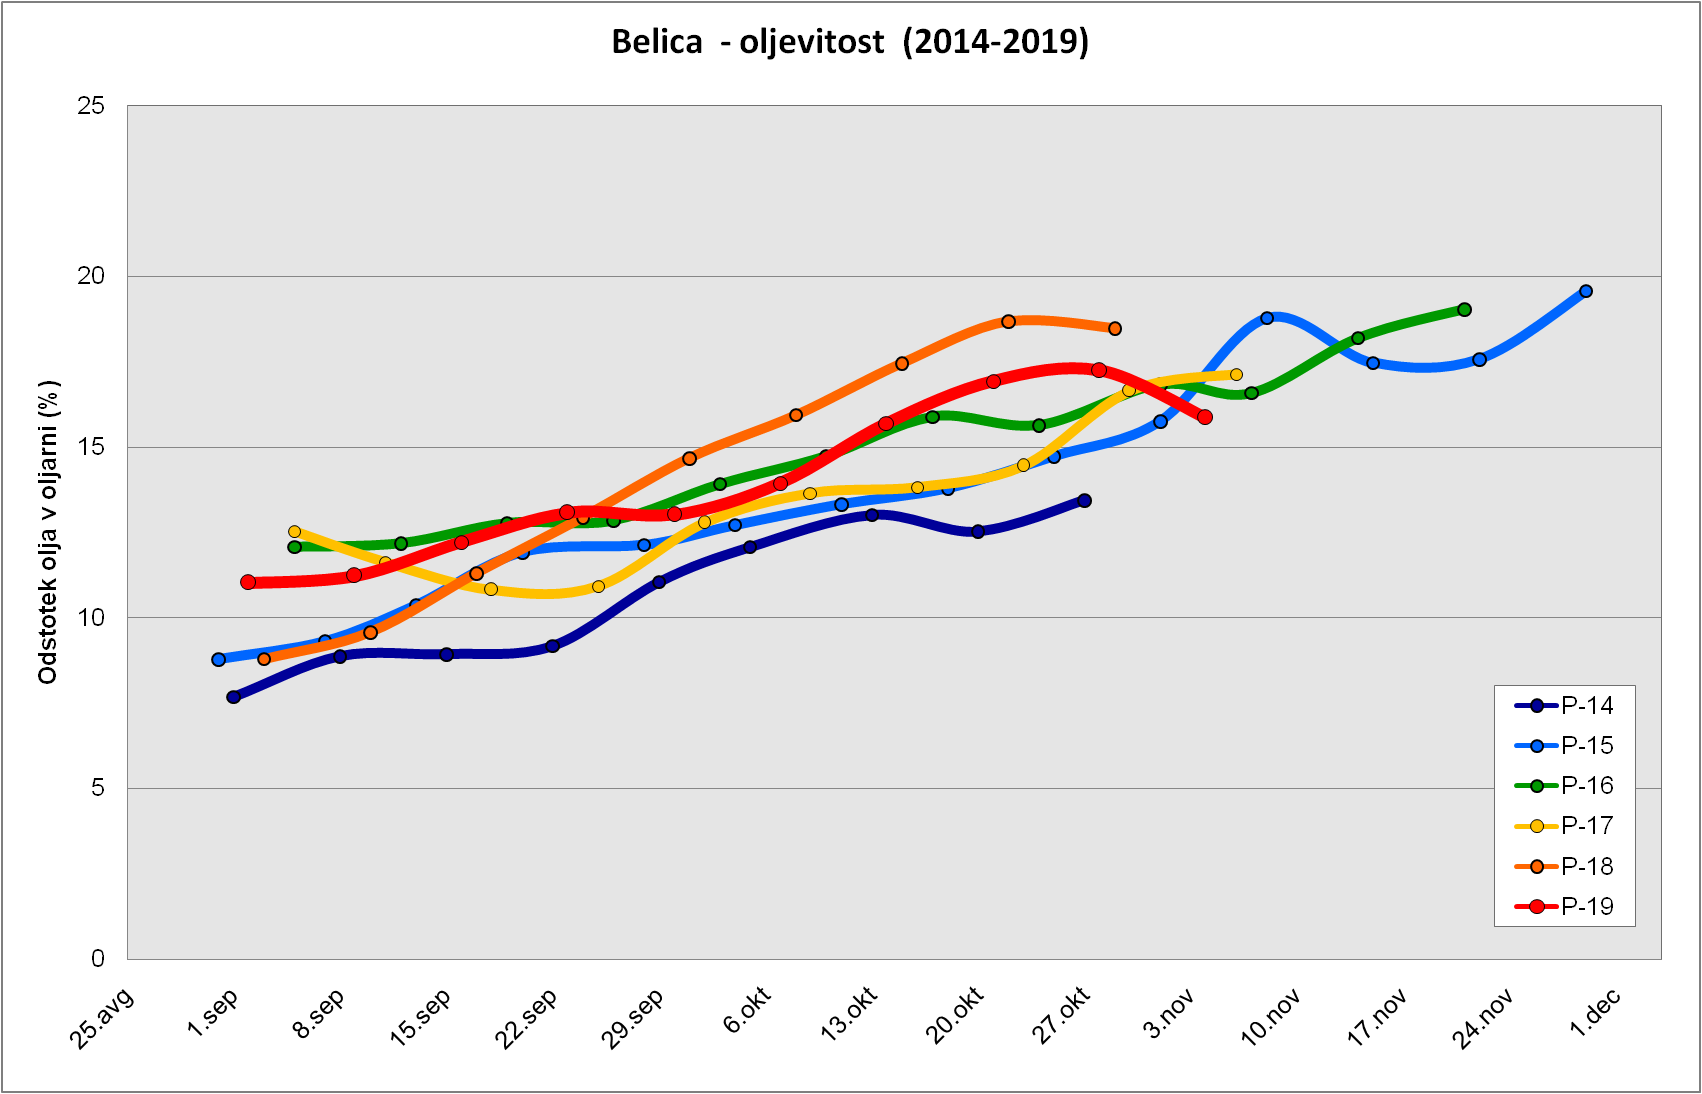 Belica - oljevitost (2014-2019)
Odstotek olja v oljarni (%)
25
20
15
10
5
0
25.avg
1.sep
8.sep
15.sep
22.sep
29.sep
6.okt
13.okt
20.okt
27.okt
3.nov
10.nov
17.nov
24.nov
1.dec
P-14
P-15
P-16
P-17
P-18
P-19